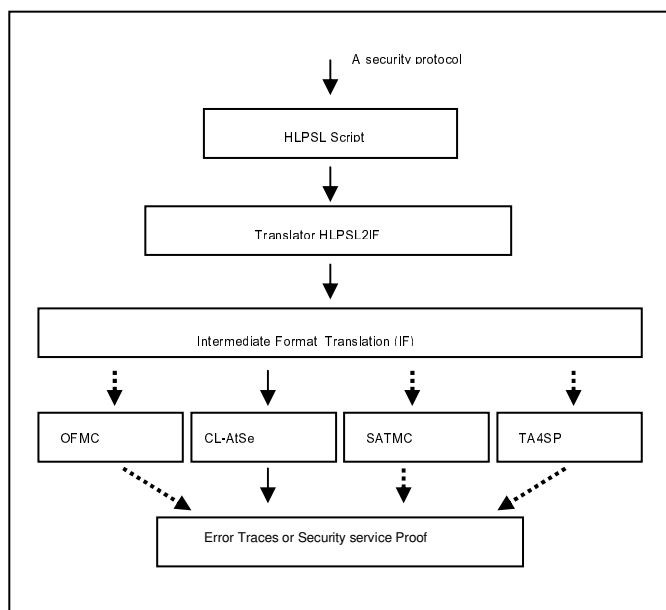 A security protocol
HLPSL Script
Translator HLPSL2IF
Intermediate Format Translation (IF)
OFMC CL-AtSe SATMC TA4SP
Error Traces or Security service Proof